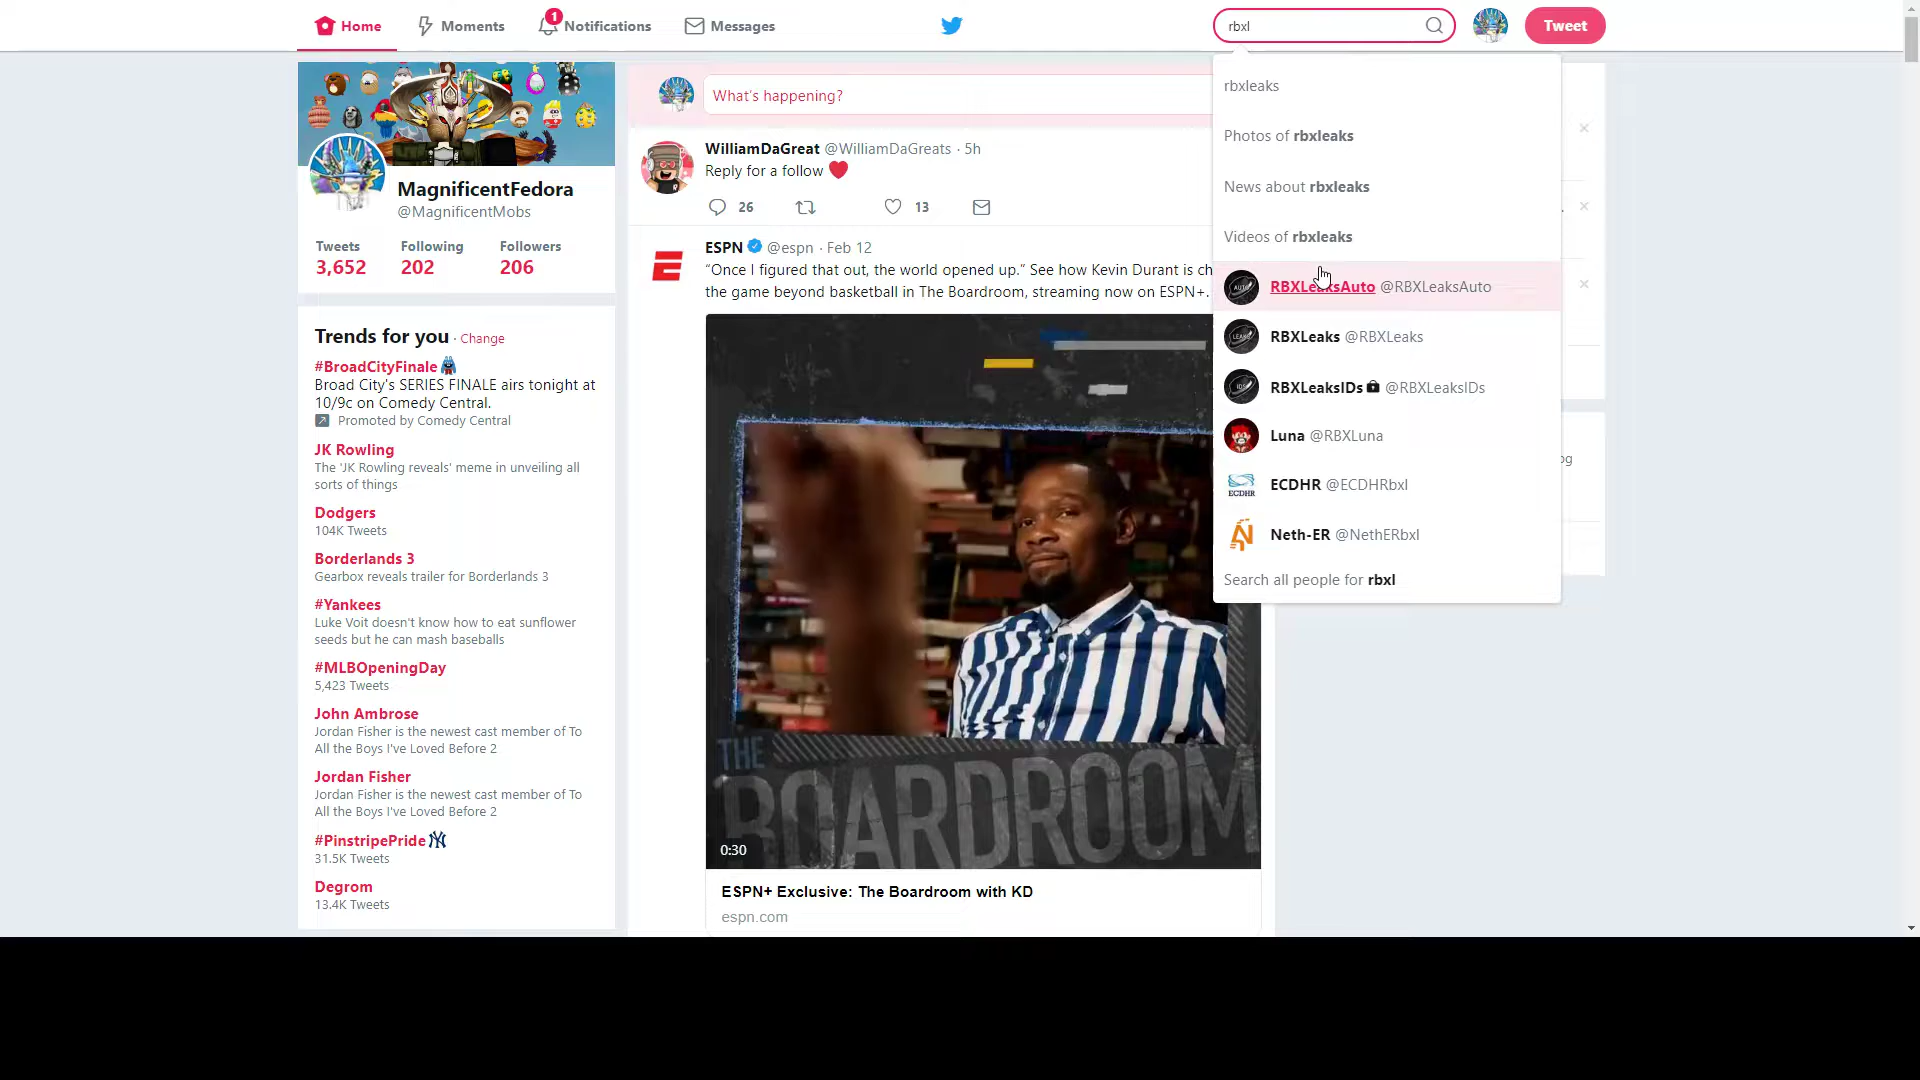 Home
Moments
1
Notifications
Messages
rbxl
Tweet
MagnificentFedora
@MagnificentMobs
Tweets Following Followers
3,652 202 206
Trends for you · Change
#BroadCityFinale
Broad City's SERIES FINALE airs tonight at
10/9c on Comedy Central.
Promoted by Comedy Central
JK Rowling
The 'JK Rowling reveals' meme in unveiling all
sorts of things
Dodgers
104K Tweets
Borderlands 3
Gearbox reveals trailer for Borderlands 3
#Yankees
Luke Voit doesn't know how to eat sunflower
seeds but he can mash baseballs
#MLBOpeningDay
5,423 Tweets
John Ambrose
Jordan Fisher is the newest cast member of To
All the Boys I've Loved Before 2
Jordan Fisher
Jordan Fisher is the newest cast member of To
All the Boys I've Loved Before 2
#PinstripePride
31.5K Tweets
Degrom
13.4K Tweets
What's happening?
WilliamDaGreat @WilliamDaGreats · 5h
Reply for a follow
26 13
ESPN @espn · Feb 12
“Once I figured that out, the world opened up.” See how Kevin Durant is ch
the game beyond basketball in The Boardroom, streaming now on ESPN+.
THE
BOARDROOM
0:30
ESPN+ Exclusive: The Boardroom with KD
espn.com
rbxleaks
Photos of rbxleaks
News about rbxleaks
Videos of rbxleaks
AUTO RBXLeaksAuto @RBXLeaksAuto
LEAKS RBXLeaks @RBXLeaks
IDS RBXLeaksIDs @RBXLeaksIDs
Luna @RBXLuna
ECDHR ECDHR @ECDHRbxl
Neth-ER @NethERbxl
Search all people for rbxl
og